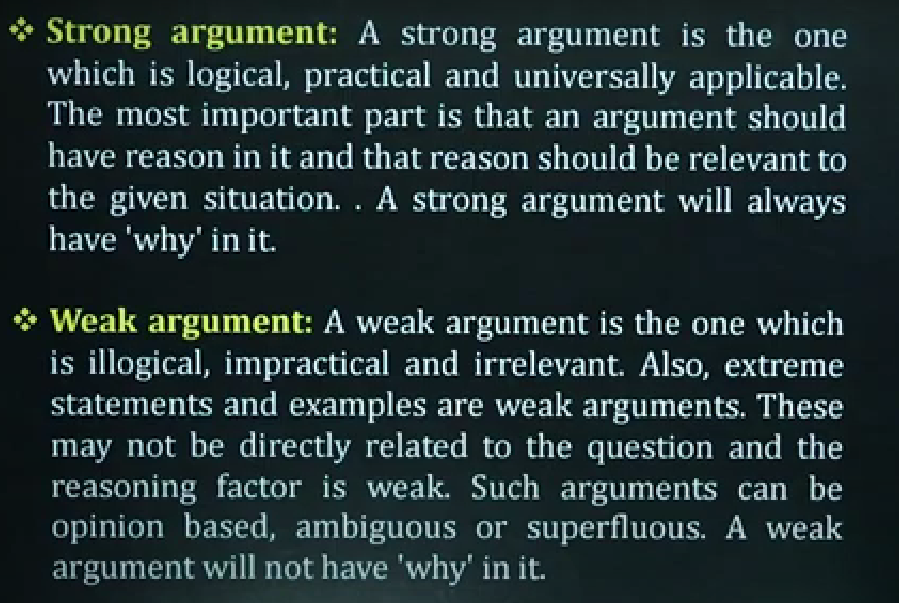 ❖ Strong argument: A strong argument is the one
which is logical, practical and universally applicable.
The most important part is that an argument should
have reason in it and that reason should be relevant to
the given situation. . A strong argument will always
have 'why' in it.
❖ Weak argument: A weak argument is the one which
is illogical, impractical and irrelevant. Also, extreme
statements and examples are weak arguments. These
may not be directly related to the question and the
reasoning factor is weak. Such arguments can be
opinion based, ambiguous or superfluous. A weak
argument will not have 'why' in it.